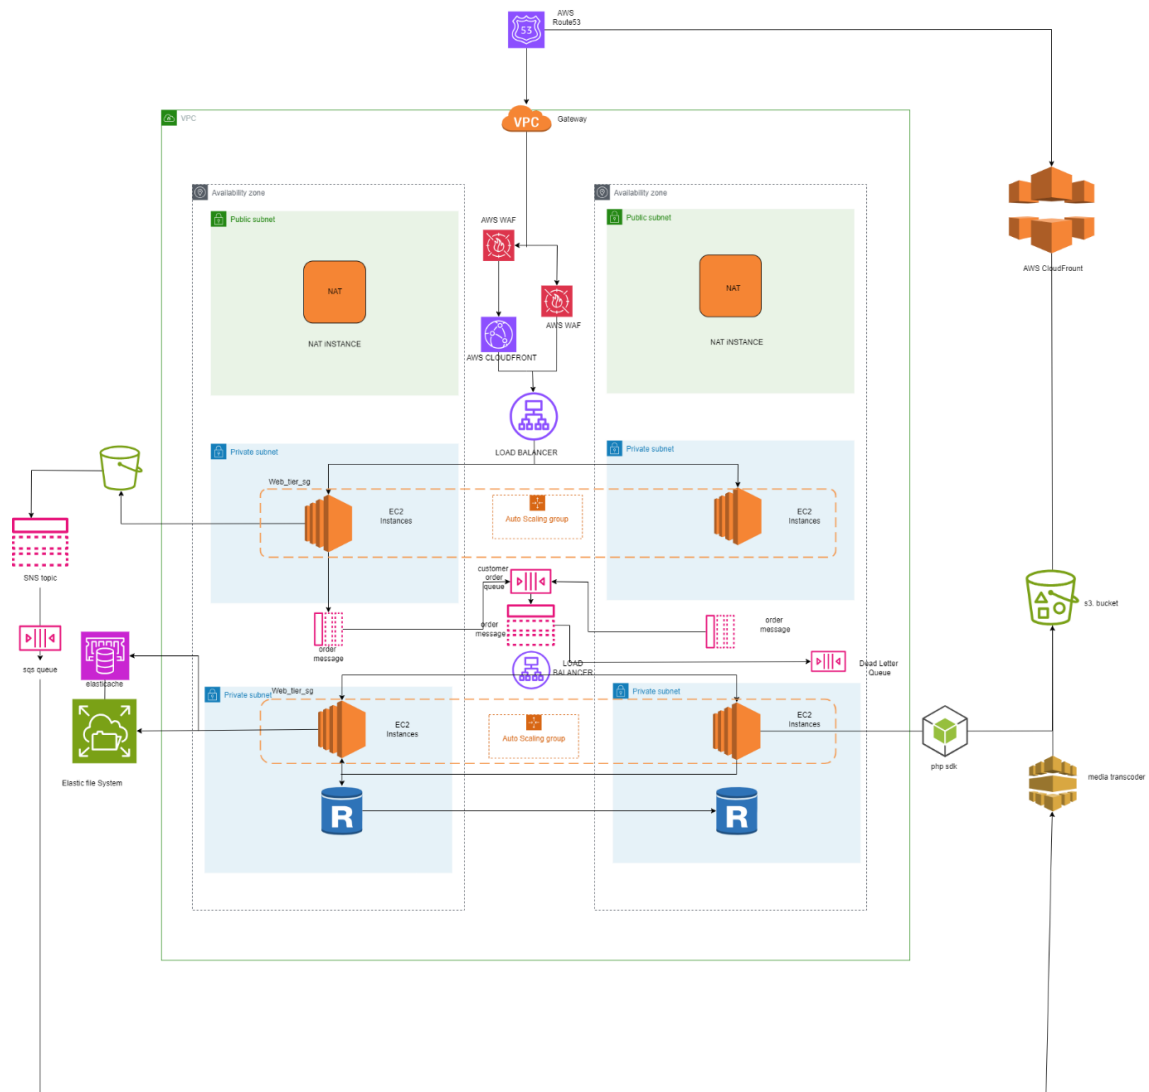 AWS
Route53
53
VPC
Gateway
VPC
Availability zone
Availability zone
Public subnet
Public subnet
AWS WAF
AWS CloudFrount
NAT
NAT
AWS WAF
NAT iNSTANCE
NAT iNSTANCE
AWS CLOUDFRONT
LOAD BALANCER
Private subnet
Private subnet
Web_tier_sg
EC2
Instances
Auto Scaling group
EC2
Instances
SNS topic
customer
order
queue
s3. bucket
order
message
order
message
order
message
sqs queue
elasticache
LOAD
BALANCER
Dead Letter
Queue
Private subnet
Web_tier_sg
Private subnet
EC2
Instances
Auto Scaling group
EC2
Instances
Elastic file System
php sdk
media transcoder
R
R